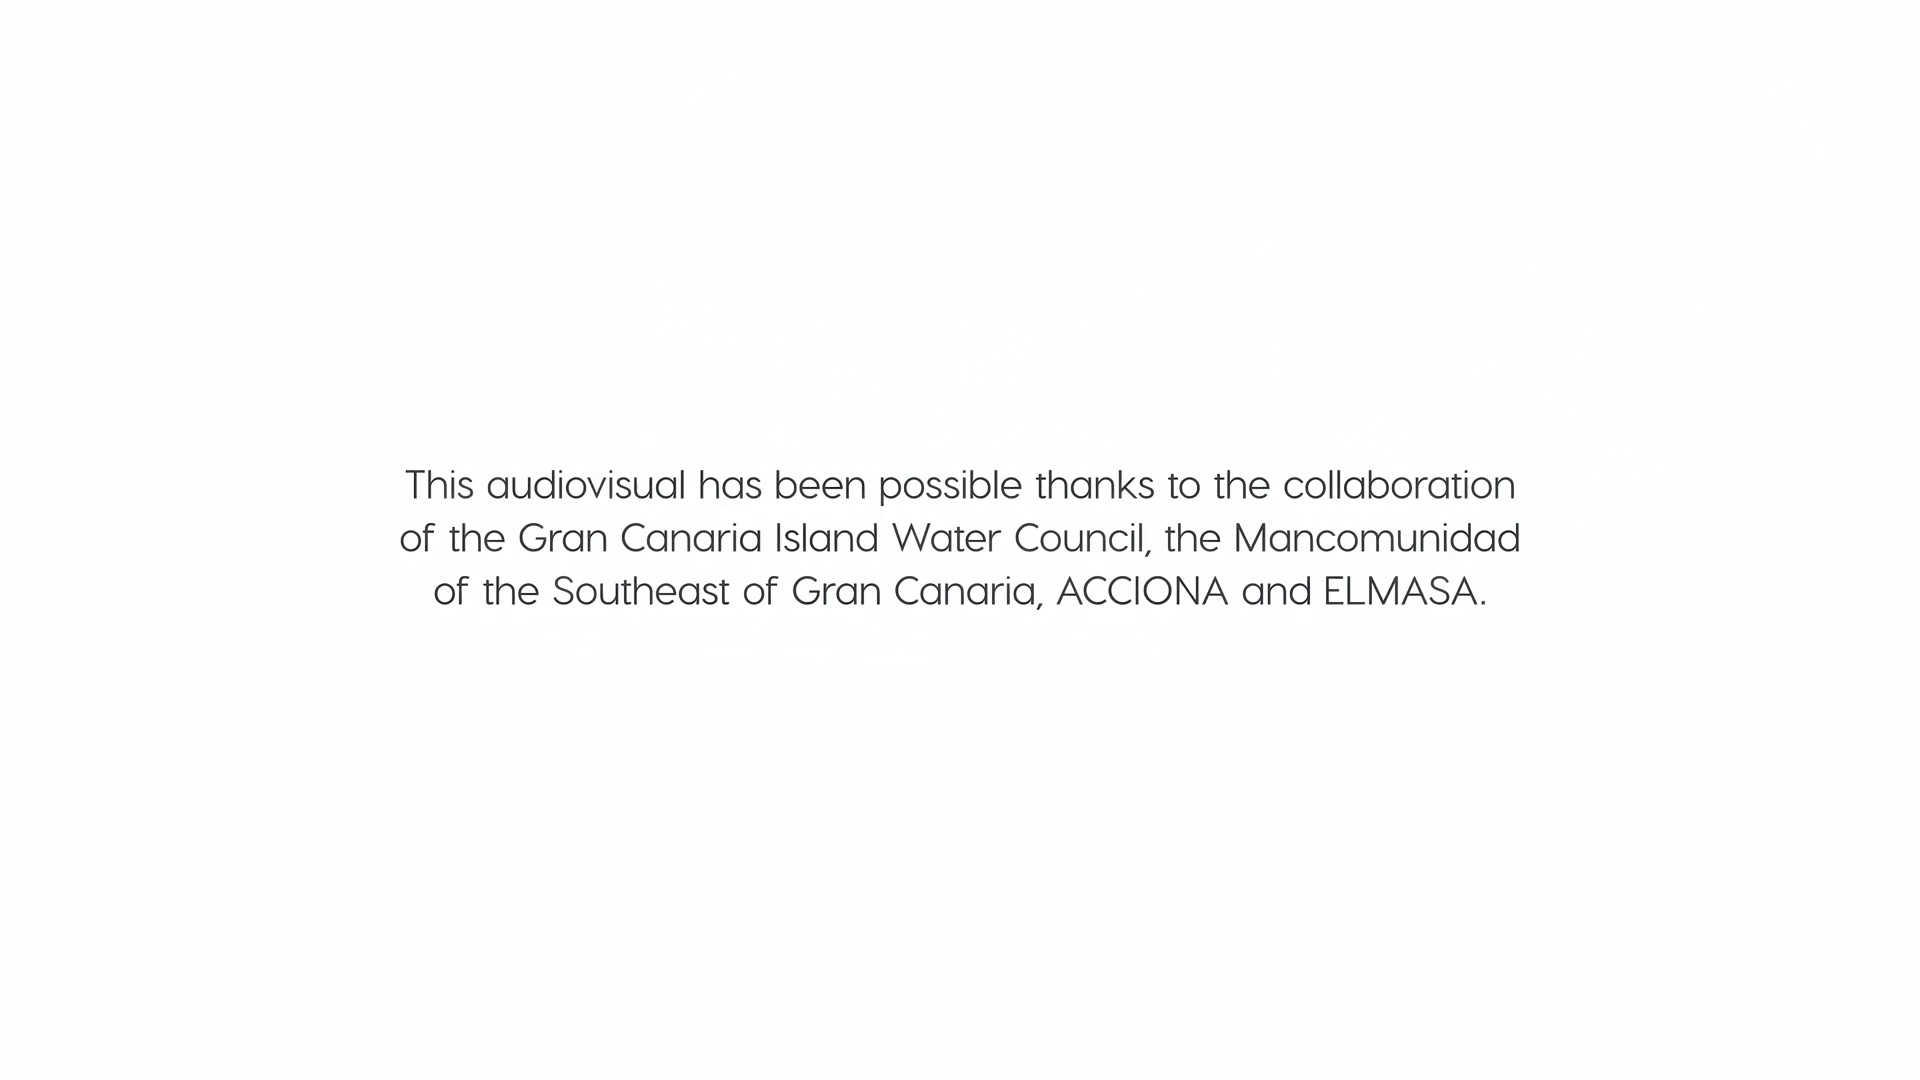 This audiovisual has been possible thanks to the collaboration
of the Gran Canaria Island Water Council, the Mancomunidad
of the Southeast of Gran Canaria, ACCIONA and ELMASA.